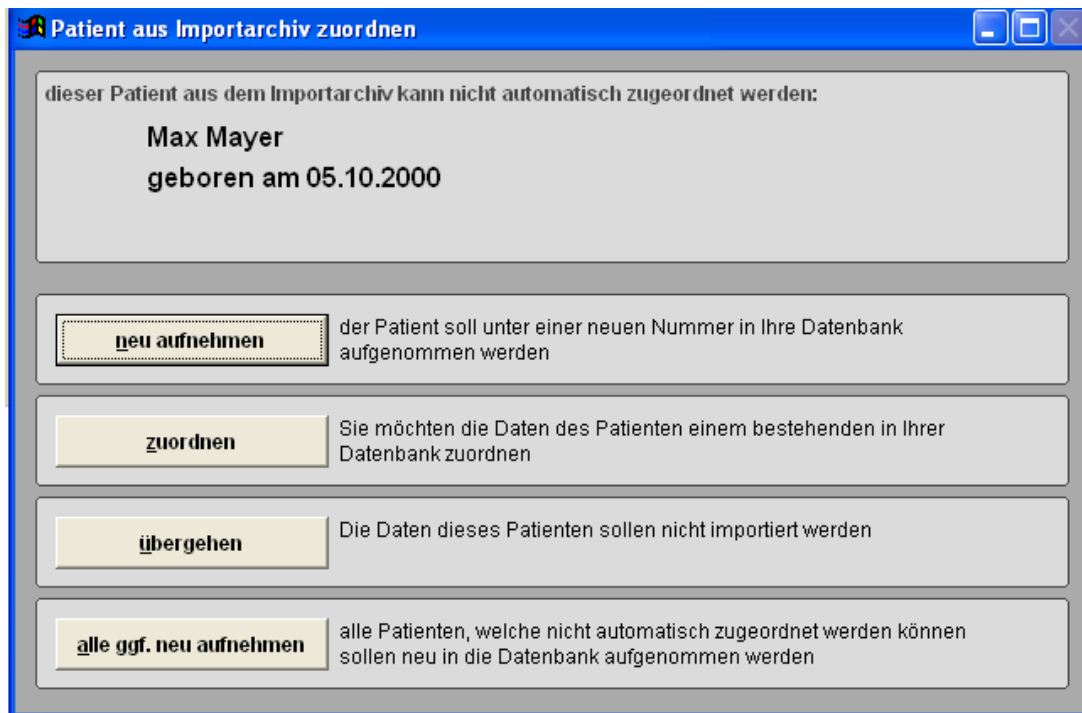 Patient aus Importarchiv zuordnen
dieser Patient aus dem Importarchiv kann nicht automatisch zugeordnet werden:
Max Mayer
geboren am 05.10.2000
neu aufnehmen
der Patient soll unter einer neuen Nummer in Ihre Datenbank
aufgenommen werden
zuordnen
Sie möchten die Daten des Patienten einem bestehenden in Ihrer
Datenbank zuordnen
übergehen
Die Daten dieses Patienten sollen nicht importiert werden
alle ggf. neu aufnehmen
alle Patienten, welche nicht automatisch zugeordnet werden können
sollen neu in die Datenbank aufgenommen werden